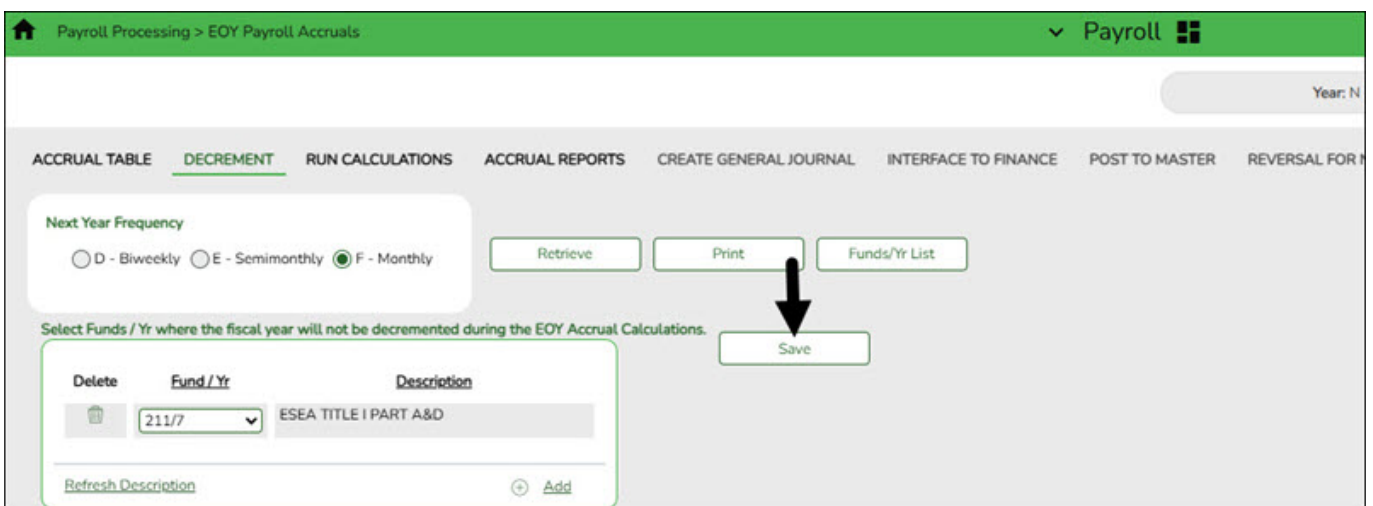 Payroll Processing > EOY Payroll Accruals
Payroll
Year: N
ACCRUAL TABLE DECREMENT RUN CALCULATIONS ACCRUAL REPORTS CREATE GENERAL JOURNAL INTERFACE TO FINANCE POST TO MASTER REVERSAL FOR
Next Year Frequency
D - Biweekly E - Semimonthly F - Monthly
Retrieve Print Funds/Yr List
Select Funds / Yr where the fiscal year will not be decremented during the EOY Accrual Calculations.
Save
Delete Fund / Yr Description
211/7 ESEA TITLE I PART A&D
Refresh Description Add